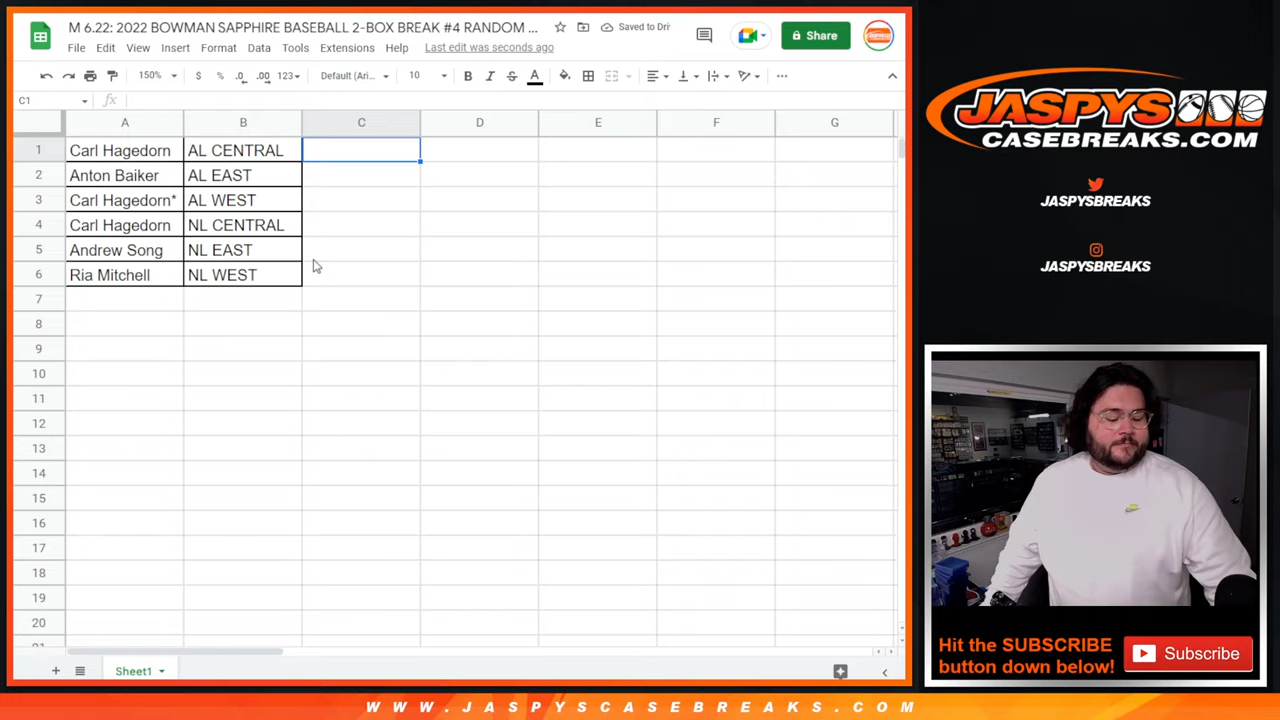 M 6.22: 2022 BOWMAN SAPPHIRE BASEBALL 2-BOX BREAK #4 RANDOM ...
Saved to Dri
File Edit View Insert Format Data Tools Extensions Help Last edit was seconds ago
Share
150% $ % .0 .00 123 Default (Ari... 10 B I S A
C1 fx
A B C D E F G
1 Carl Hagedorn AL CENTRAL
2 Anton Baiker AL EAST
3 Carl Hagedorn* AL WEST
4 Carl Hagedorn NL CENTRAL
5 Andrew Song NL EAST
6 Ria Mitchell NL WEST
7
8
9
10
11
12
13
14
15
16
17
18
19
20
Sheet1
JASPYS
CASEBREAKS.COM
JASPYSBREAKS
JASPYSBREAKS
Hit the SUBSCRIBE
button down below!
Subscribe
WWW.JASPYSCASEBREAKS.COM